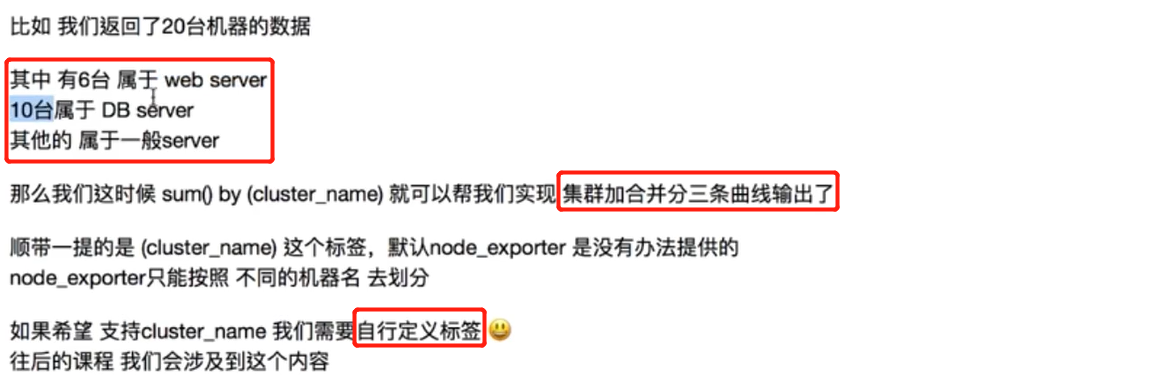 比如 我们返回了20台机器的数据
其中 有6台 属于 web server
10台属于 DB server
其他的 属于一般server
那么我们这时候 sum() by (cluster_name) 就可以帮我们实现 集群加合并分三条曲线输出了
顺带一提的是 (cluster_name) 这个标签，默认node_exporter 是没有办法提供的
node_exporter只能按照 不同的机器名 去划分
如果希望 支持cluster_name 我们需要自行定义标签 😃
往后的课程 我们会涉及到这个内容